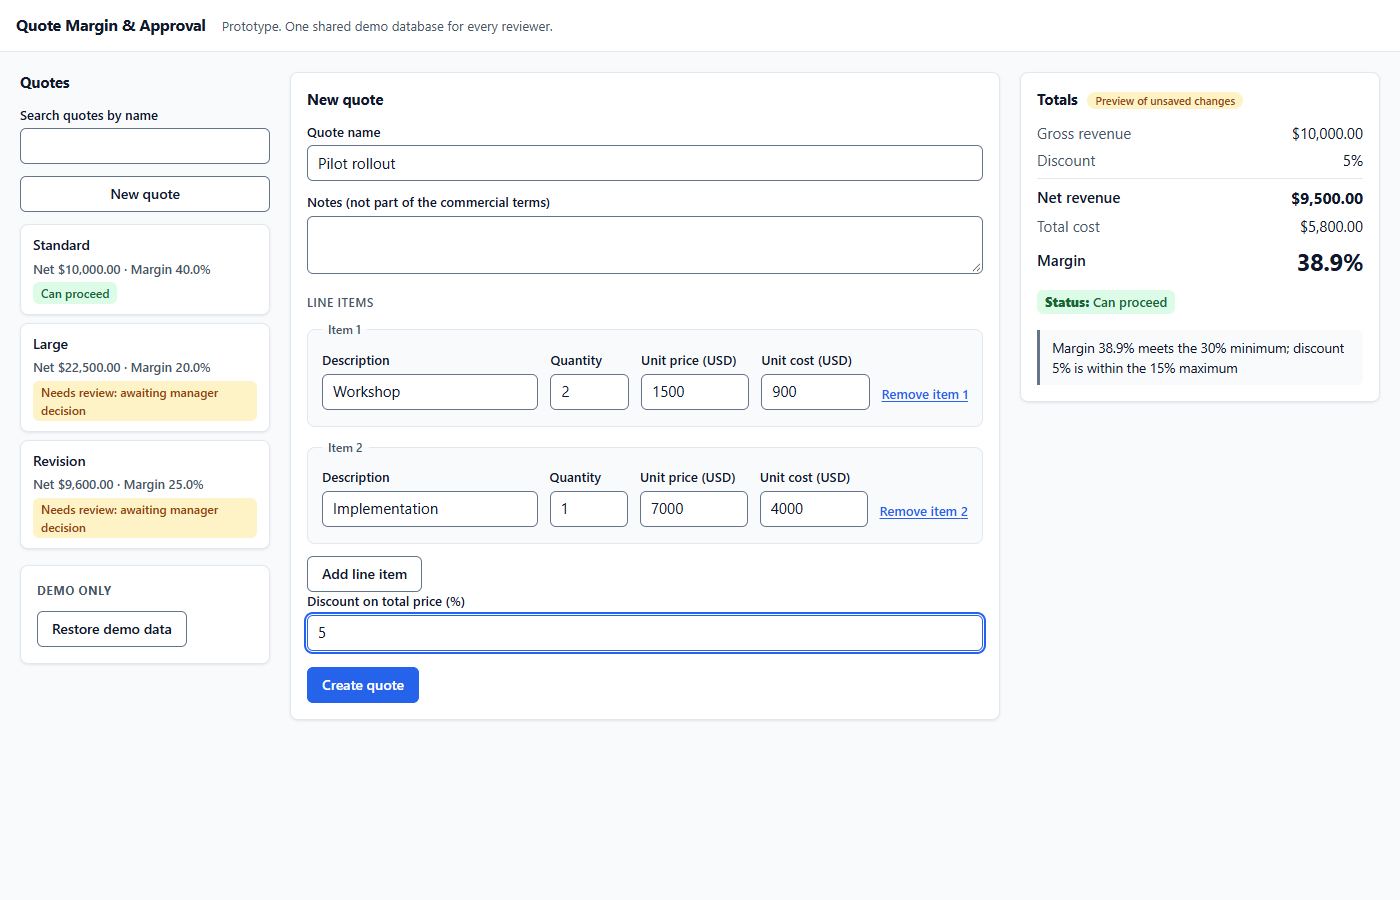 Quote Margin & Approval
Prototype. One shared demo database for every reviewer.
Quotes
Search quotes by name
New quote
Standard
Net $10,000.00 · Margin 40.0%
Can proceed
Large
Net $22,500.00 · Margin 20.0%
Needs review: awaiting manager
decision
Revision
Net $9,600.00 · Margin 25.0%
Needs review: awaiting manager
decision
DEMO ONLY
Restore demo data
New quote
Quote name
Pilot rollout
Notes (not part of the commercial terms)
LINE ITEMS
Item 1
Description Quantity Unit price (USD) Unit cost (USD)
Workshop 2 1500 900 Remove item 1
Item 2
Description Quantity Unit price (USD) Unit cost (USD)
Implementation 1 7000 4000 Remove item 2
Add line item
Discount on total price (%)
5
Create quote
Totals Preview of unsaved changes
Gross revenue $10,000.00
Discount 5%
Net revenue $9,500.00
Total cost $5,800.00
Margin 38.9%
Status: Can proceed
Margin 38.9% meets the 30% minimum; discount
5% is within the 15% maximum